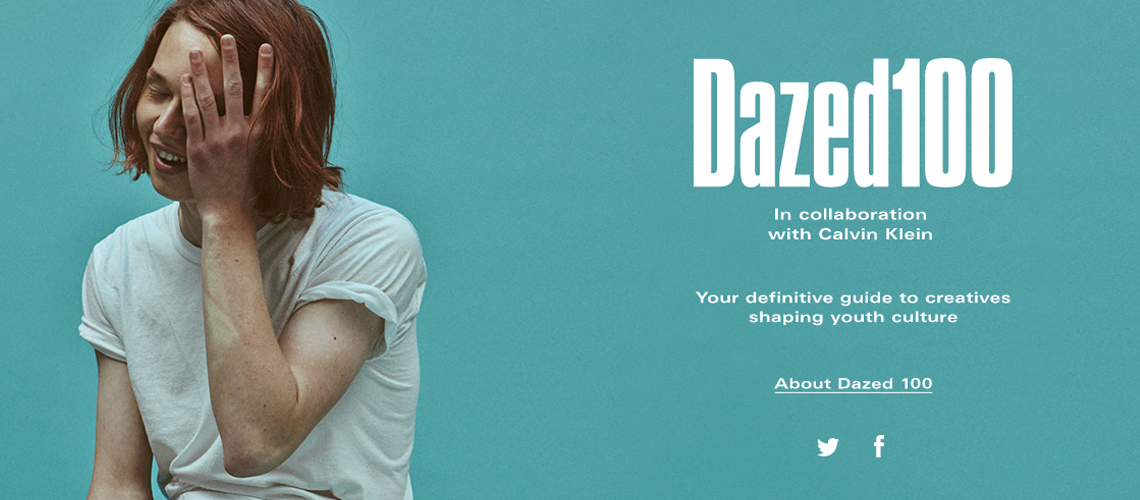 Dazed100
In collaboration
with Calvin Klein
Your definitive guide to creatives
shaping youth culture
About Dazed 100